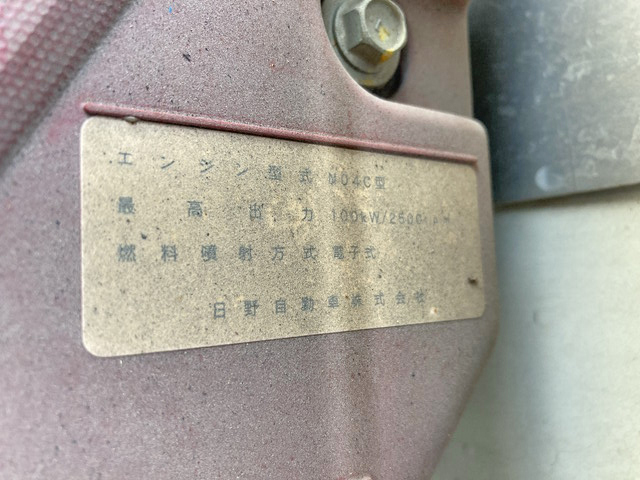 エンジン型式 N04C型
最高出力 100kW/2500rpm
燃料噴射方式 電子式
日野自動車株式会社